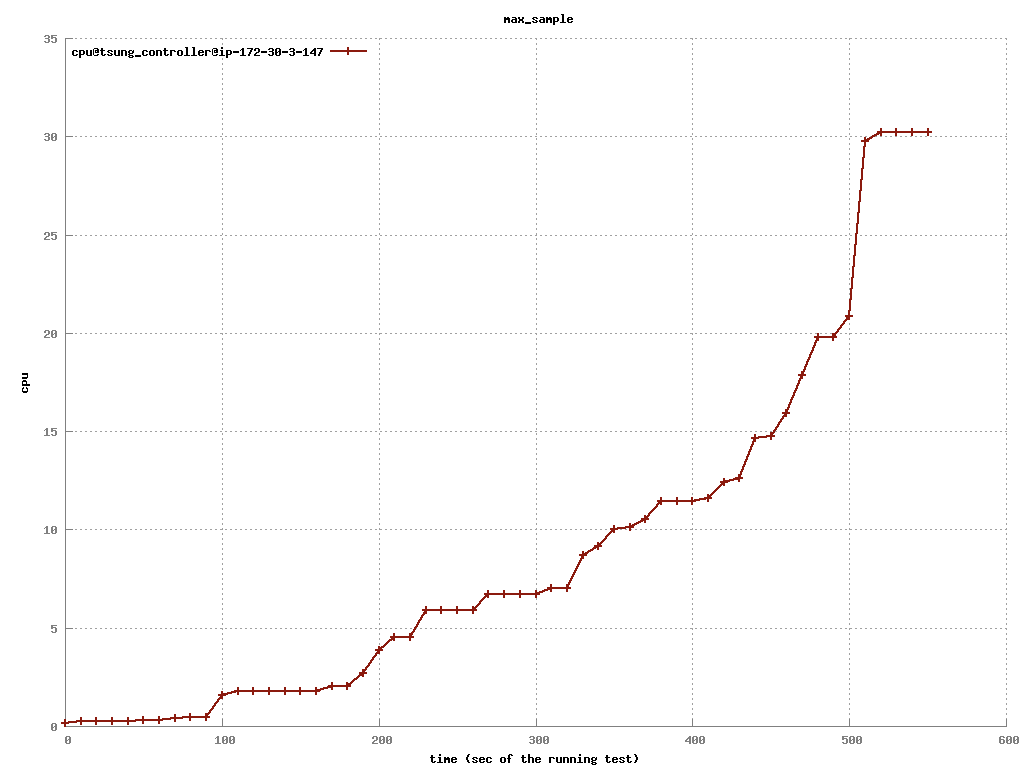 max_sample
cpu@tsung_controller@ip-172-30-3-147
35
30
25
20
15
10
5
0
cpu
0 100 200 300 400 500 600
time (sec of the running test)